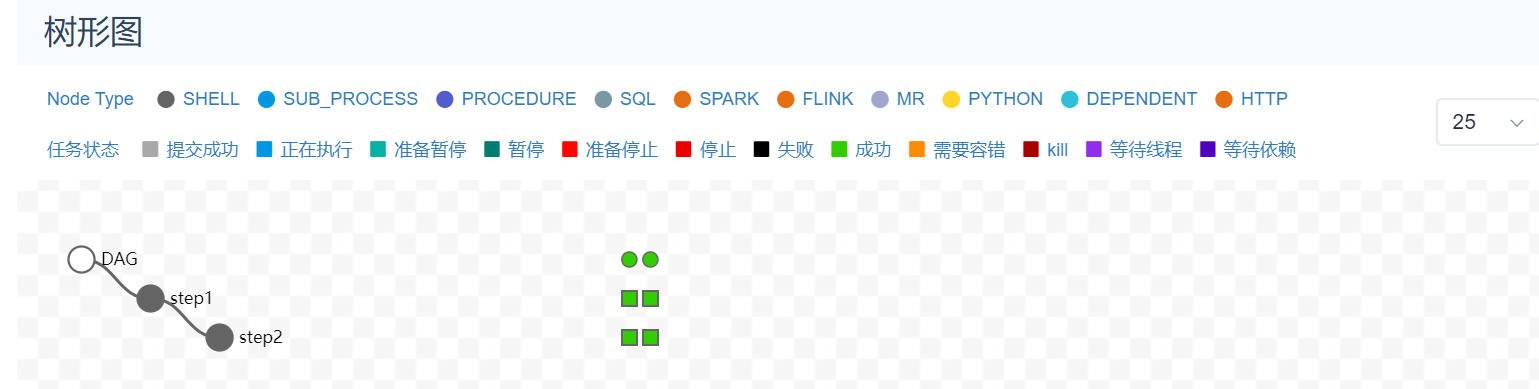 树形图
Node Type SHELL SUB_PROCESS PROCEDURE SQL SPARK FLINK MR PYTHON DEPENDENT HTTP
25
任务状态 提交成功 正在执行 准备暂停 暂停 准备停止 停止 失败 成功 需要容错 kill 等待线程 等待依赖
DAG
step1
step2